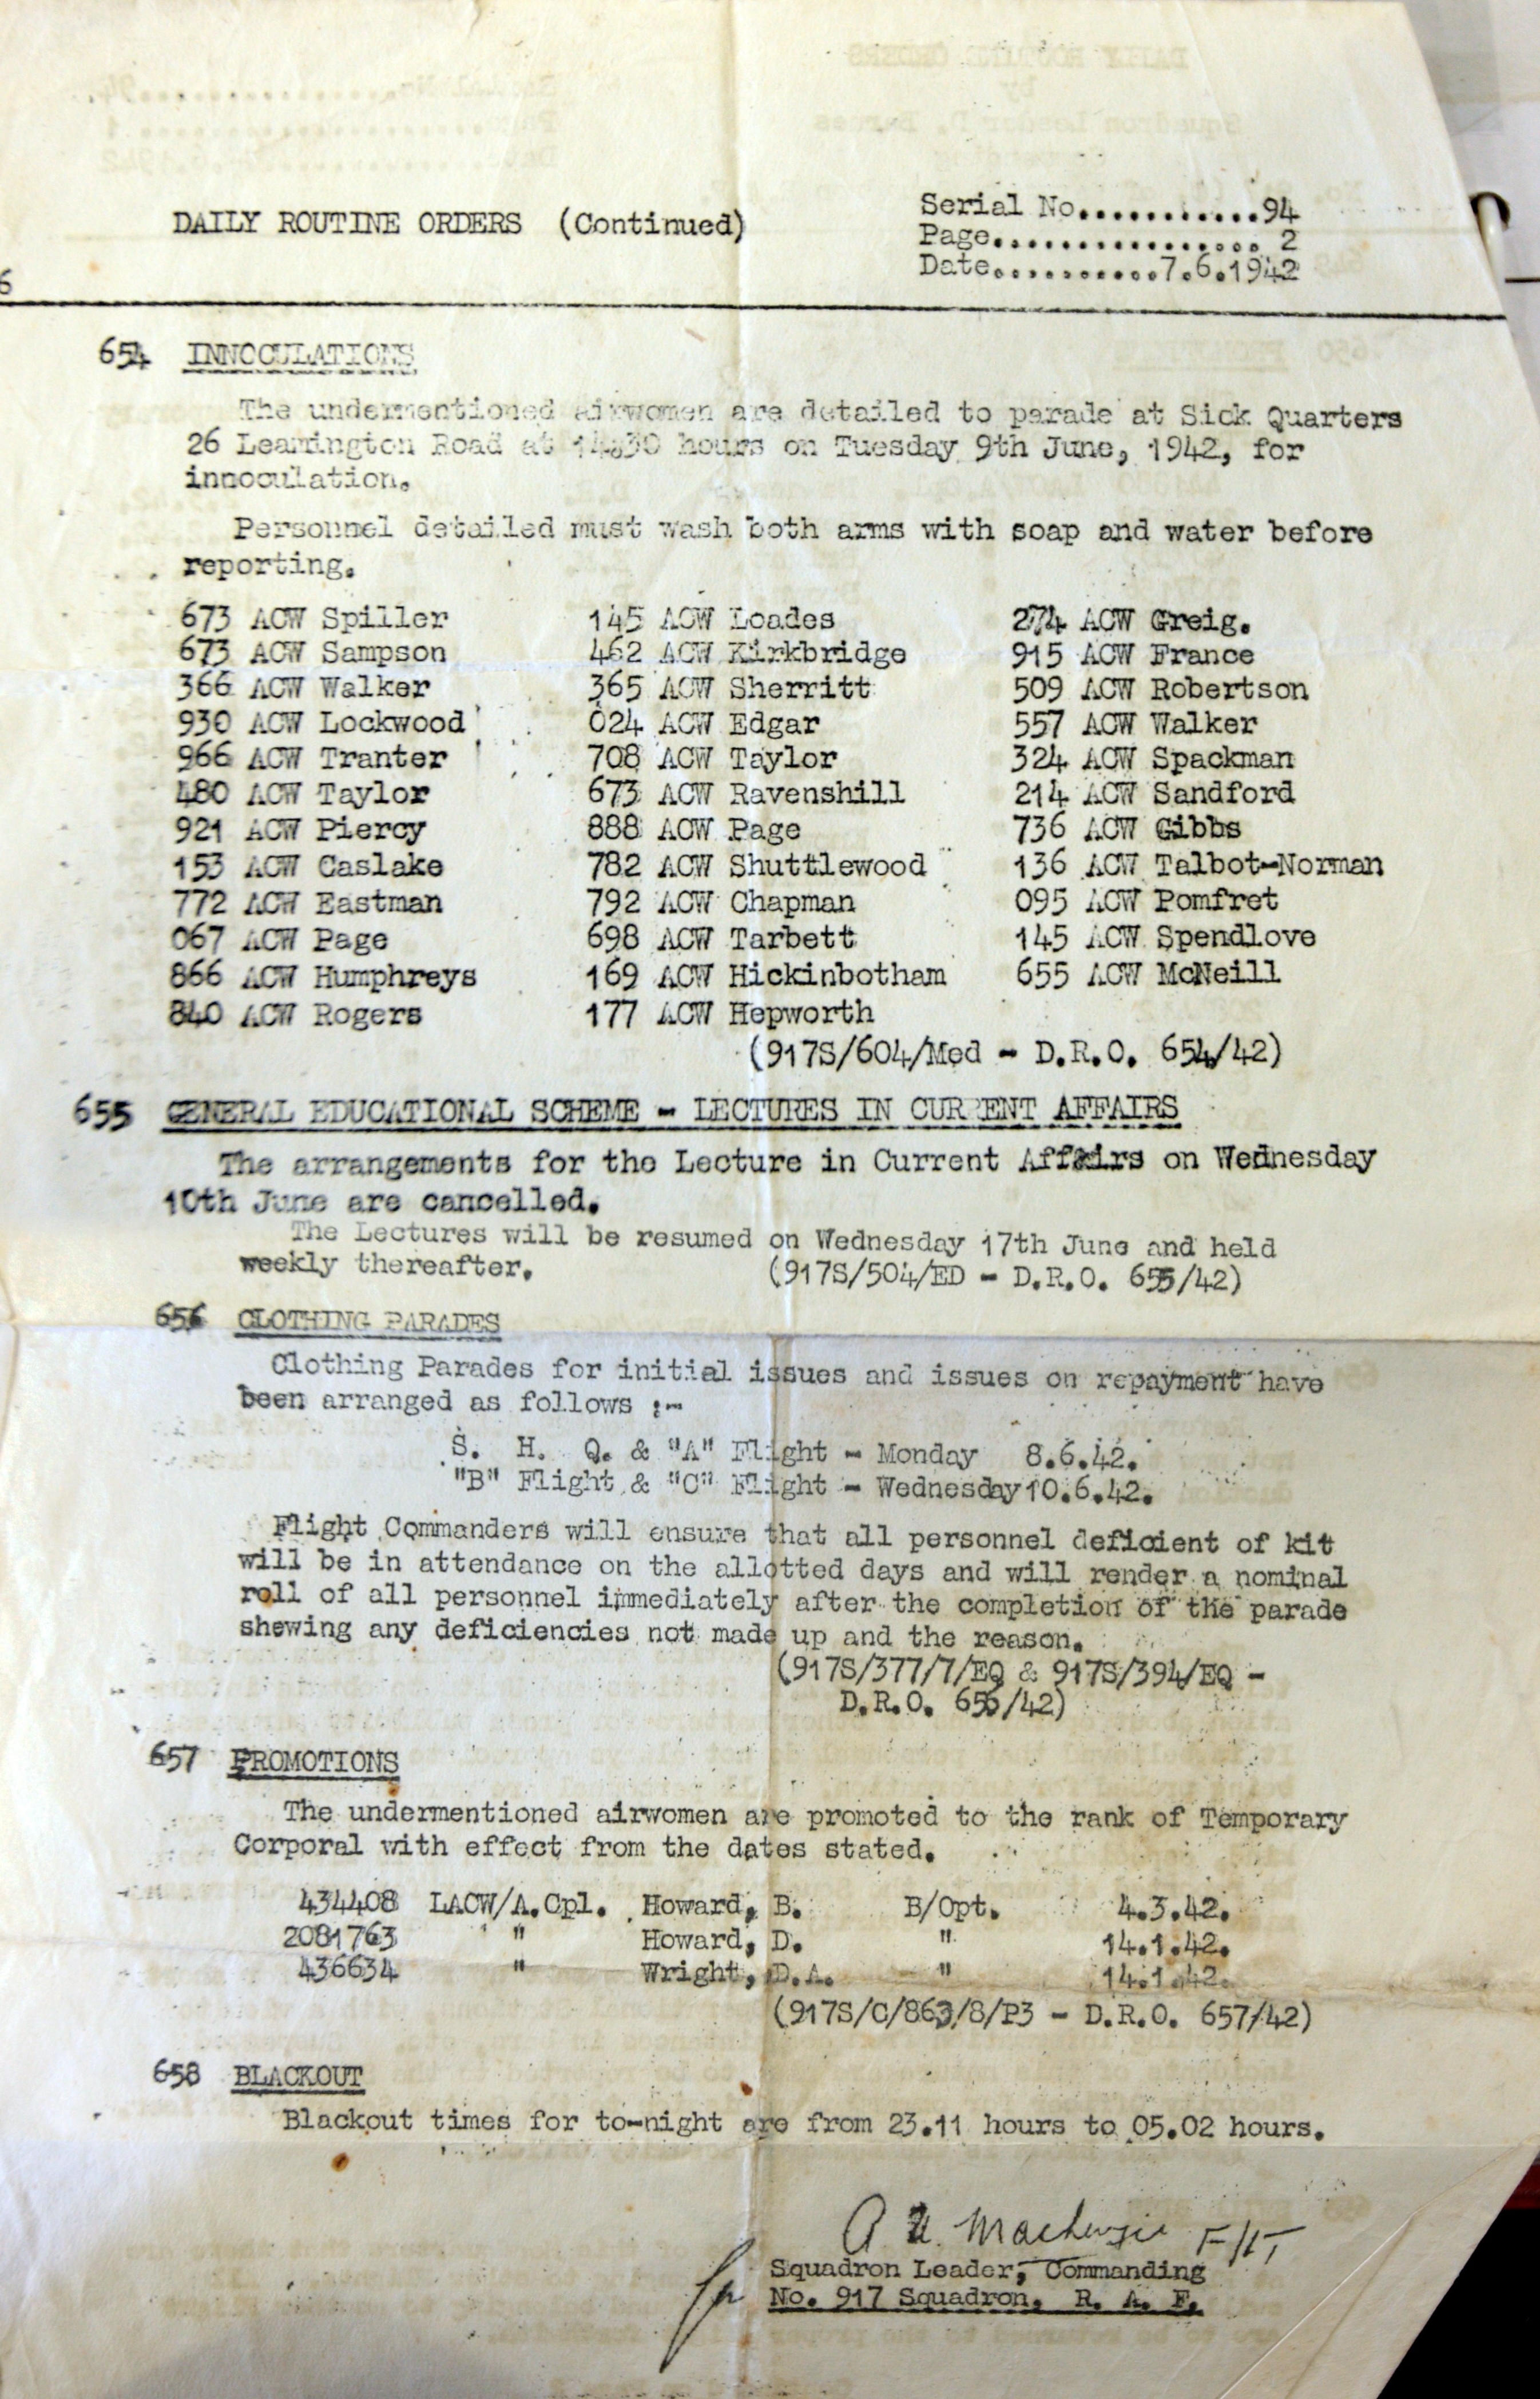 DAILY ROUTINE ORDERS (Continued)
Serial No............94
Page................. 2
Date...........7.6.1942
6
654 INNOCULATIONS
The undermentioned airwomen are detailed to parade at Sick Quarters
26 Leamington Road at 14.30 hours on Tuesday 9th June, 1942, for
innoculation.
Personnel detailed must wash both arms with soap and water before
reporting.
673 ACW Spiller 145 ACW Loades 274 ACW Greig.
673 ACW Sampson 462 ACW Kirkbridge 915 ACW France
366 ACW Walker 365 ACW Sherritt 509 ACW Robertson
930 ACW Lockwood 024 ACW Edgar 557 ACW Walker
966 ACW Tranter 708 ACW Taylor 324 ACW Spackman
480 ACW Taylor 673 ACW Ravenshill 214 ACW Sandford
921 ACW Piercy 888 ACW Page 736 ACW Gibbs
153 ACW Caslake 782 ACW Shuttlewood 136 ACW Talbot-Norman
772 ACW Eastman 792 ACW Chapman 095 ACW Pomfret
067 ACW Page 698 ACW Tarbett 145 ACW Spendlove
866 ACW Humphreys 169 ACW Hickinbotham 655 ACW McNeill
840 ACW Rogers 177 ACW Hepworth
(917S/604/Med - D.R.O. 654/42)
655 GENERAL EDUCATIONAL SCHEME - LECTURES IN CURRENT AFFAIRS
The arrangements for the Lecture in Current Affairs on Wednesday
10th June are cancelled.
The Lectures will be resumed on Wednesday 17th June and held
weekly thereafter. (917S/504/ED - D.R.O. 655/42)
656 CLOTHING PARADES
Clothing Parades for initial issues and issues on repayment have
been arranged as follows :-
S. H. Q. & "A" Flight - Monday 8.6.42.
"B" Flight & "C" Flight - Wednesday 10.6.42.
Flight Commanders will ensure that all personnel deficient of kit
will be in attendance on the allotted days and will render a nominal
roll of all personnel immediately after the completion of the parade
shewing any deficiencies not made up and the reason.
(917S/377/7/EQ & 917S/394/EQ -
D.R.O. 656/42)
657 PROMOTIONS
The undermentioned airwomen are promoted to the rank of Temporary
Corporal with effect from the dates stated.
434408 LACW/A.Cpl. Howard, B. B/Opt. 4.3.42.
2081763 " Howard, D. " 14.1.42.
436634 " Wright, D.A. " 14.1.42.
(917S/C/863/8/P3 - D.R.O. 657/42)
658 BLACKOUT
Blackout times for to-night are from 23.11 hours to 05.02 hours.
Mackenzie F/LT
for Squadron Leader, Commanding
No. 917 Squadron, R. A. F.